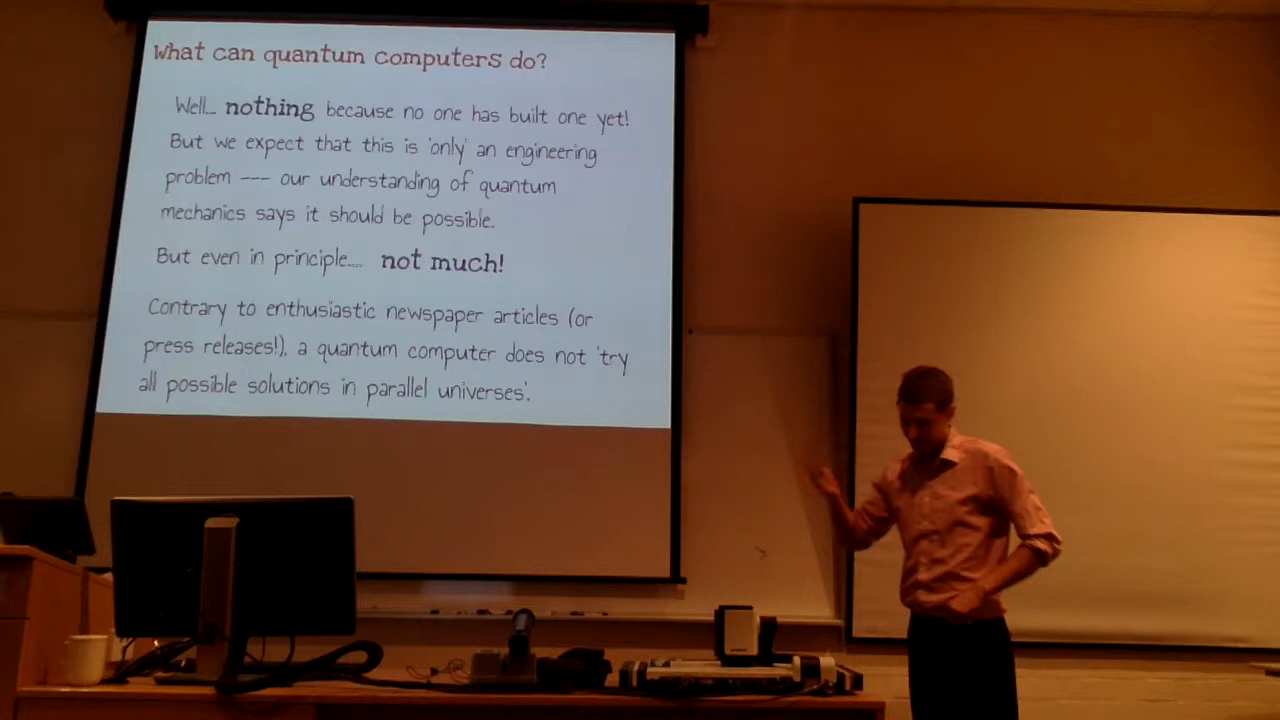 What can quantum computers do?
Well... nothing because no one has built one yet!
But we expect that this is 'only' an engineering
problem --- our understanding of quantum
mechanics says it should be possible.
But even in principle.... not much!
Contrary to enthusiastic newspaper articles (or
press releases!), a quantum computer does not 'try
all possible solutions in parallel universes'.